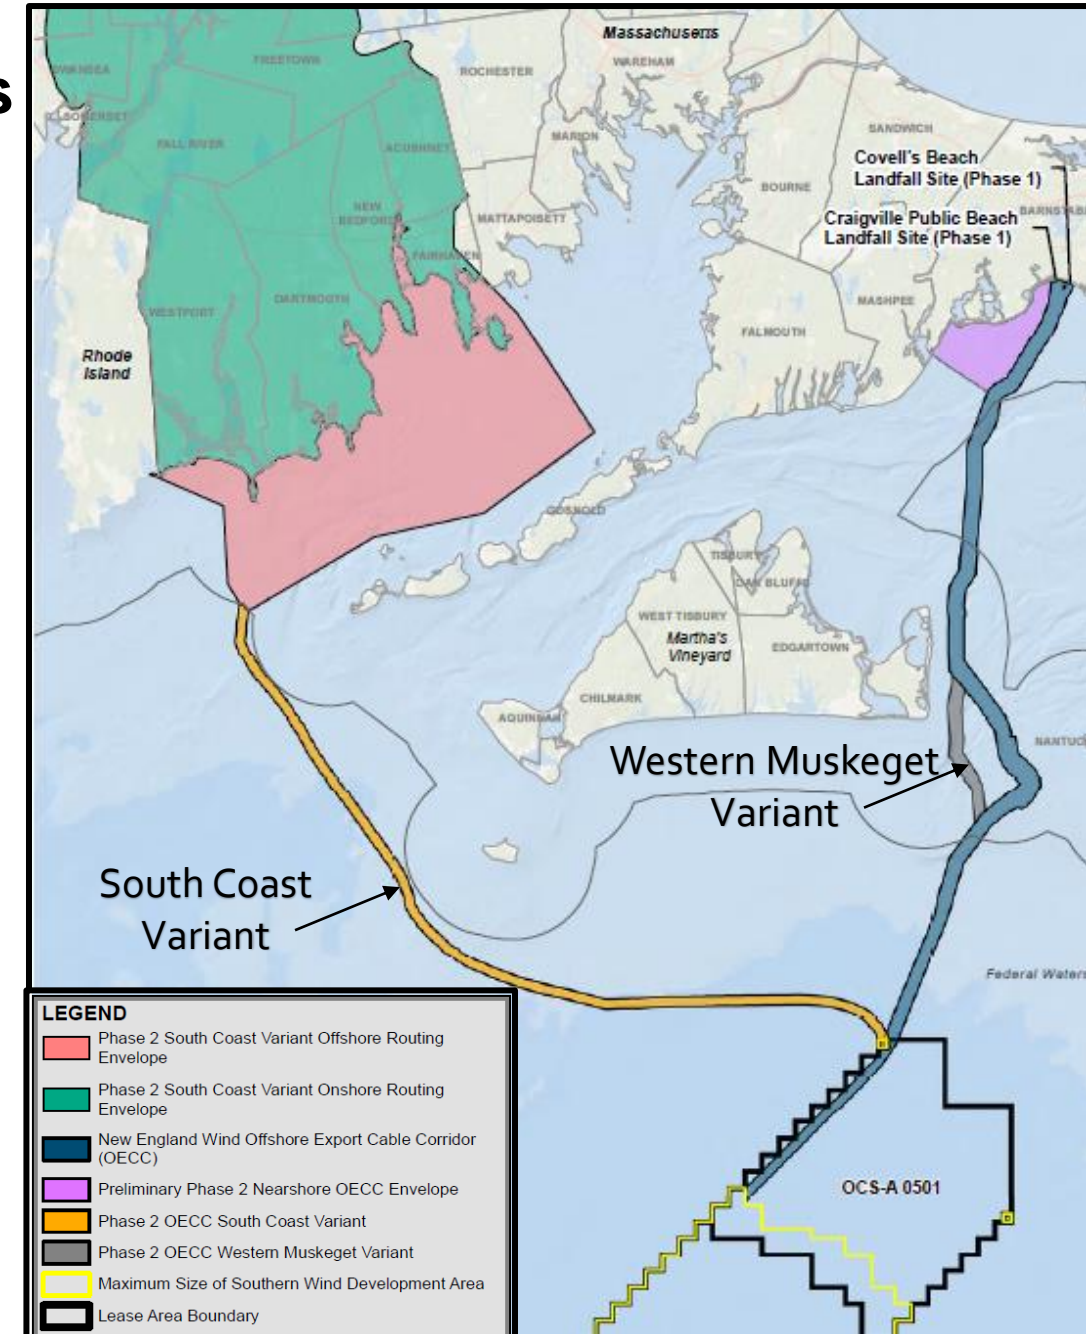 s
Massachusetts
FREETOWN
ROCHESTER
WAREHAM
SOMERSET
FALL RIVER
ACUSHNET
MARION
SANDWICH
Covell's Beach
Landfall Site (Phase 1)
BOURNE
NEW
BEDFORD
MATTAPOISETT
Craigville Public Beach
Landfall Site (Phase 1)
FAIRHAVEN
DARTMOUTH
WESTPORT
MASHPEE
FALMOUTH
Rhode
Island
GOSNOLD
TISBURY
OAK BLUFFS
WEST TISBURY
Martha's
Vineyard
EDGARTOWN
CHILMARK
AQUINNAH
NANTUC
Western Muskeget
Variant
South Coast
Variant
Federal Waters
OCS-A 0501
LEGEND
Phase 2 South Coast Variant Offshore Routing
Envelope
Phase 2 South Coast Variant Onshore Routing
Envelope
New England Wind Offshore Export Cable Corridor
(OECC)
Preliminary Phase 2 Nearshore OECC Envelope
Phase 2 OECC South Coast Variant
Phase 2 OECC Western Muskeget Variant
Maximum Size of Southern Wind Development Area
Lease Area Boundary